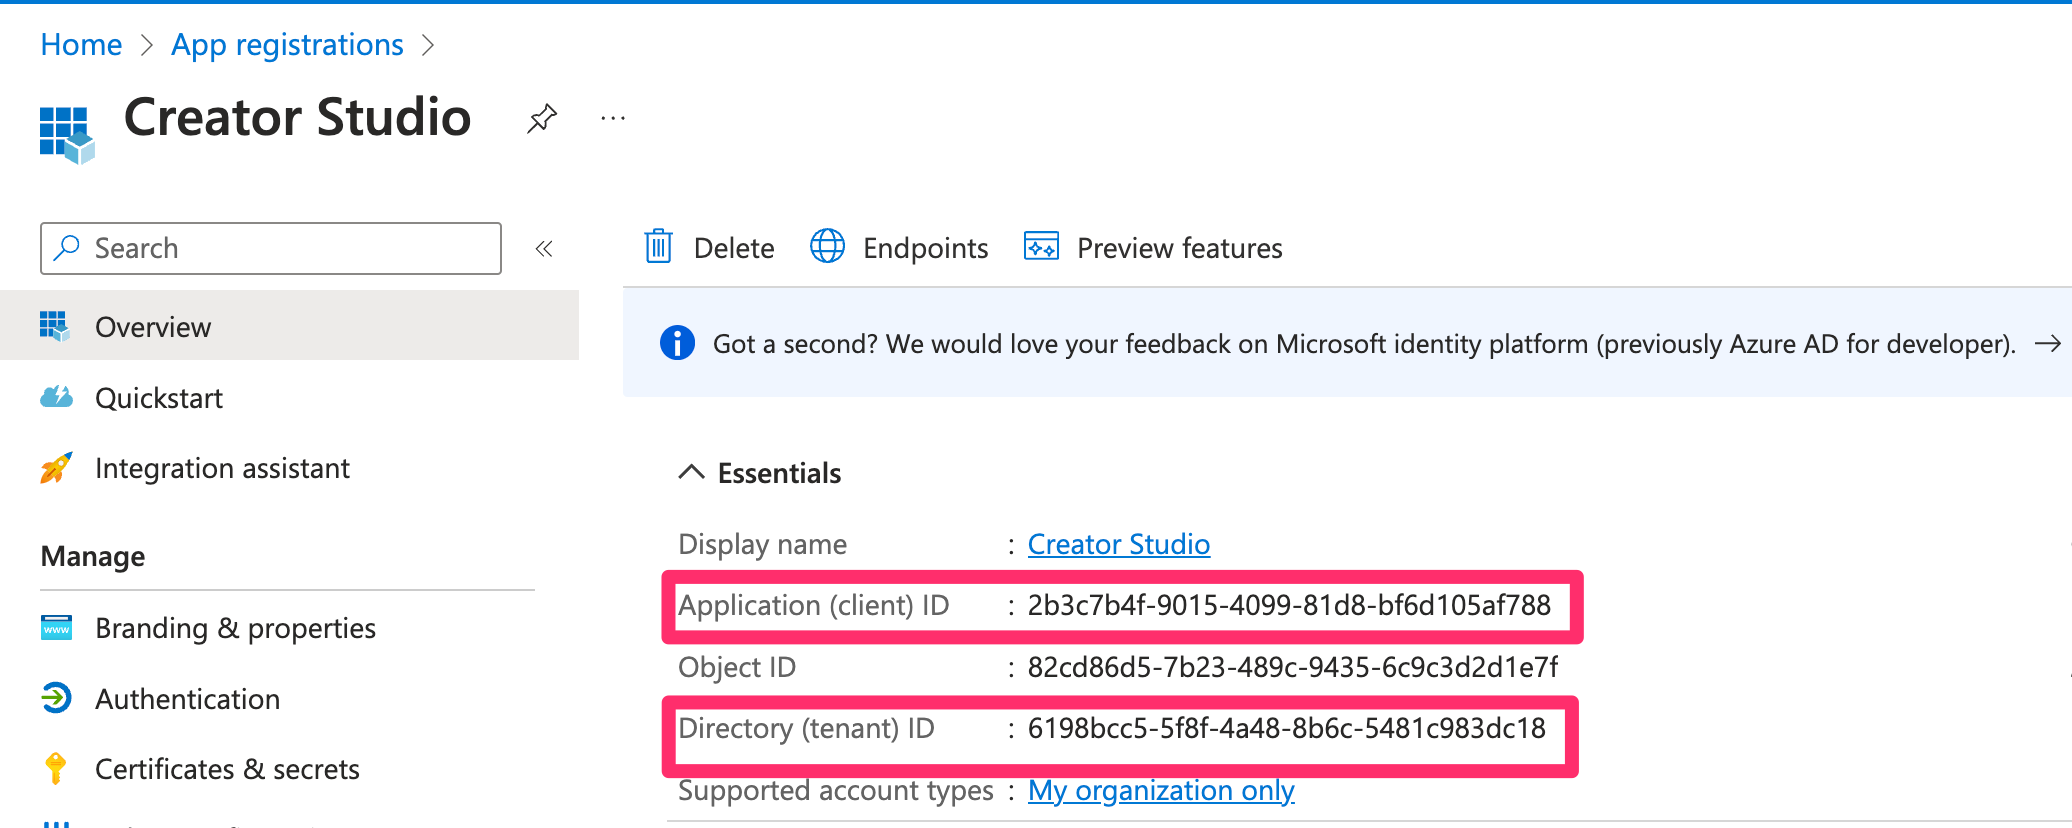 Home > App registrations >
Creator Studio
Search
Delete
Endpoints
Preview features
Overview
Quickstart
Integration assistant
Manage
Branding & properties
Authentication
Certificates & secrets
Got a second? We would love your feedback on Microsoft identity platform (previously Azure AD for developer).
Essentials
Display name : Creator Studio
Application (client) ID : 2b3c7b4f-9015-4099-81d8-bf6d105af788
Object ID : 82cd86d5-7b23-489c-9435-6c9c3d2d1e7f
Directory (tenant) ID : 6198bcc5-5f8f-4a48-8b6c-5481c983dc18
Supported account types : My organization only